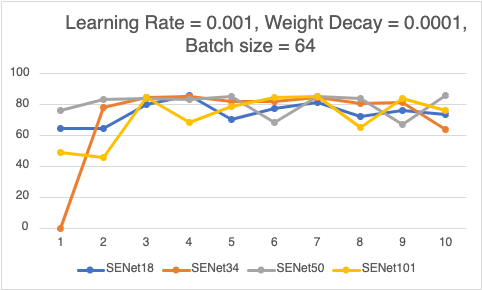 Learning Rate = 0.001, Weight Decay = 0.0001,
Batch size = 64
100
80
60
40
20
0
1 2 3 4 5 6 7 8 9 10
SENet18 SENet34 SENet50 SENet101